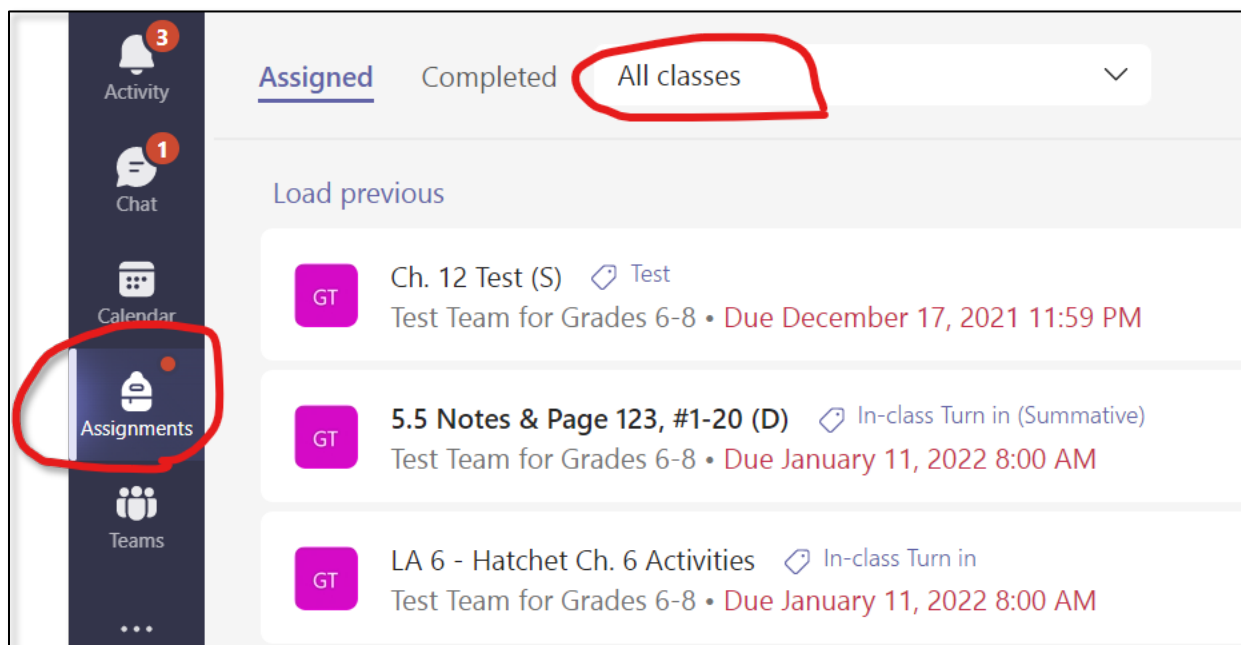 3
Activity
1
Chat
Calendar
Assignments
Teams
...
Assigned Completed All classes
Load previous
GT
Ch. 12 Test (S) Test
Test Team for Grades 6-8 • Due December 17, 2021 11:59 PM
GT
5.5 Notes & Page 123, #1-20 (D) In-class Turn in (Summative)
Test Team for Grades 6-8 • Due January 11, 2022 8:00 AM
GT
LA 6 - Hatchet Ch. 6 Activities In-class Turn in
Test Team for Grades 6-8 • Due January 11, 2022 8:00 AM